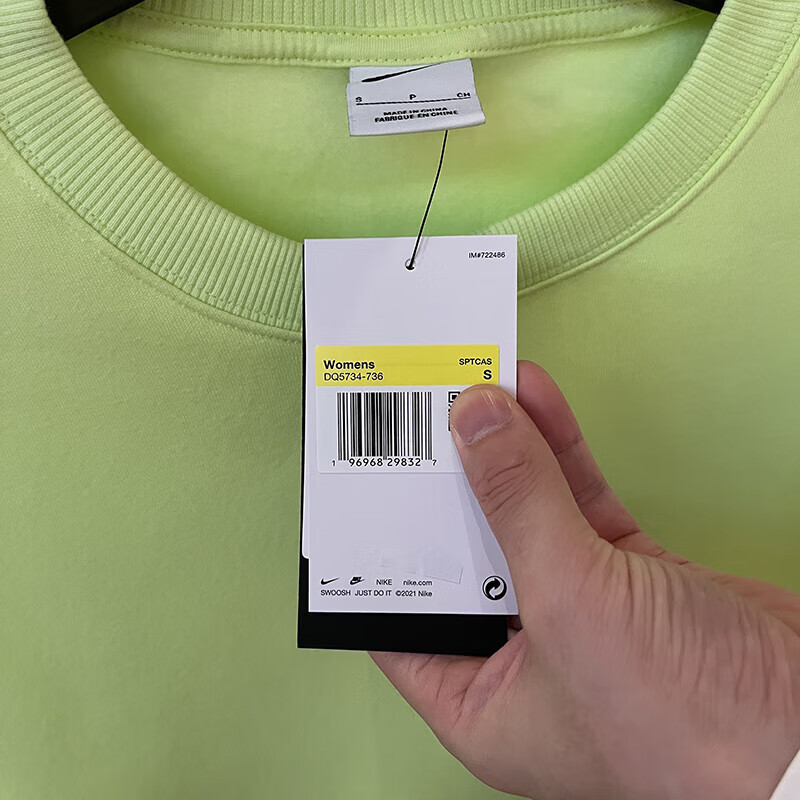 S P CH
MADE IN CHINA
FABRIQUE EN CHINE
IM#722486
Womens SPTCAS
DQ5734-736 S
1 96968 29832 7
NIKE nike.com
SWOOSH JUST DO IT ©2021 Nike